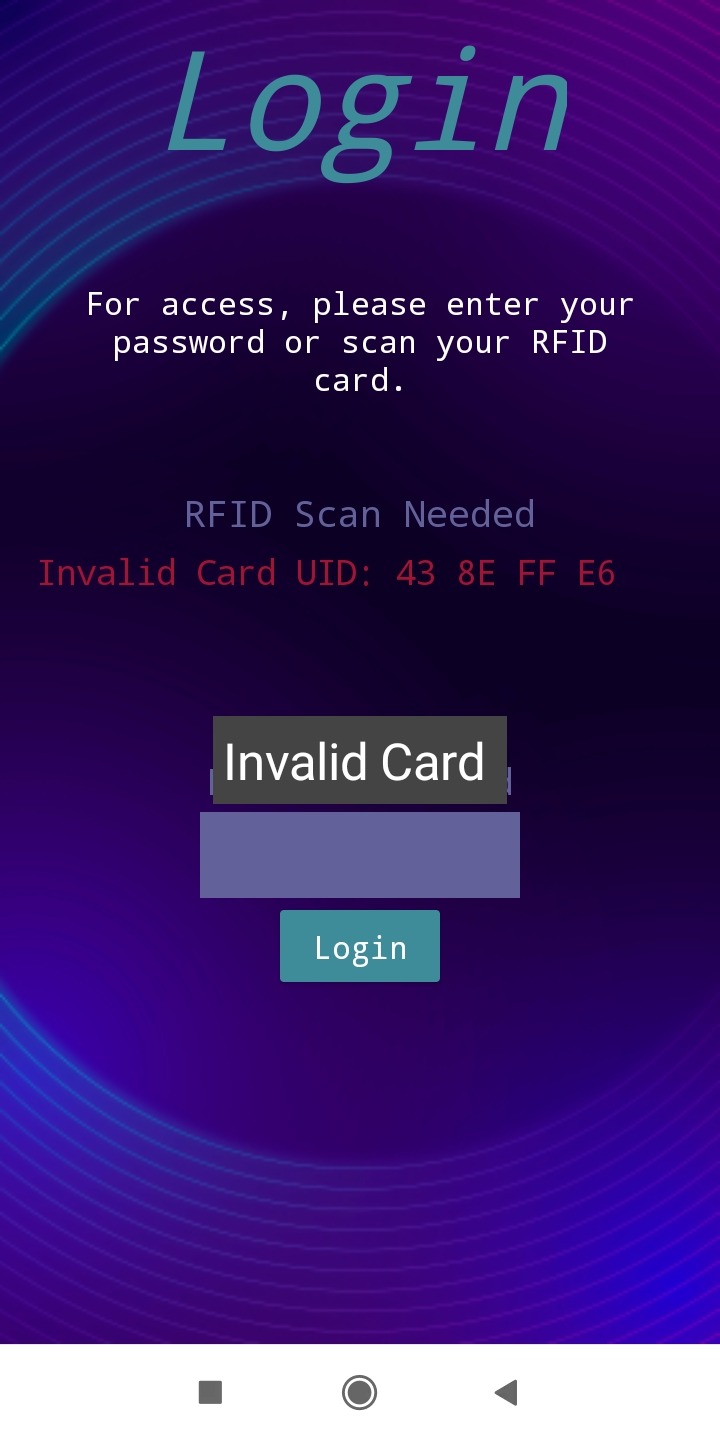 Login
For access, please enter your
password or scan your RFID
card.
RFID Scan Needed
Invalid Card UID: 43 8E FF E6
Invalid Card
Login